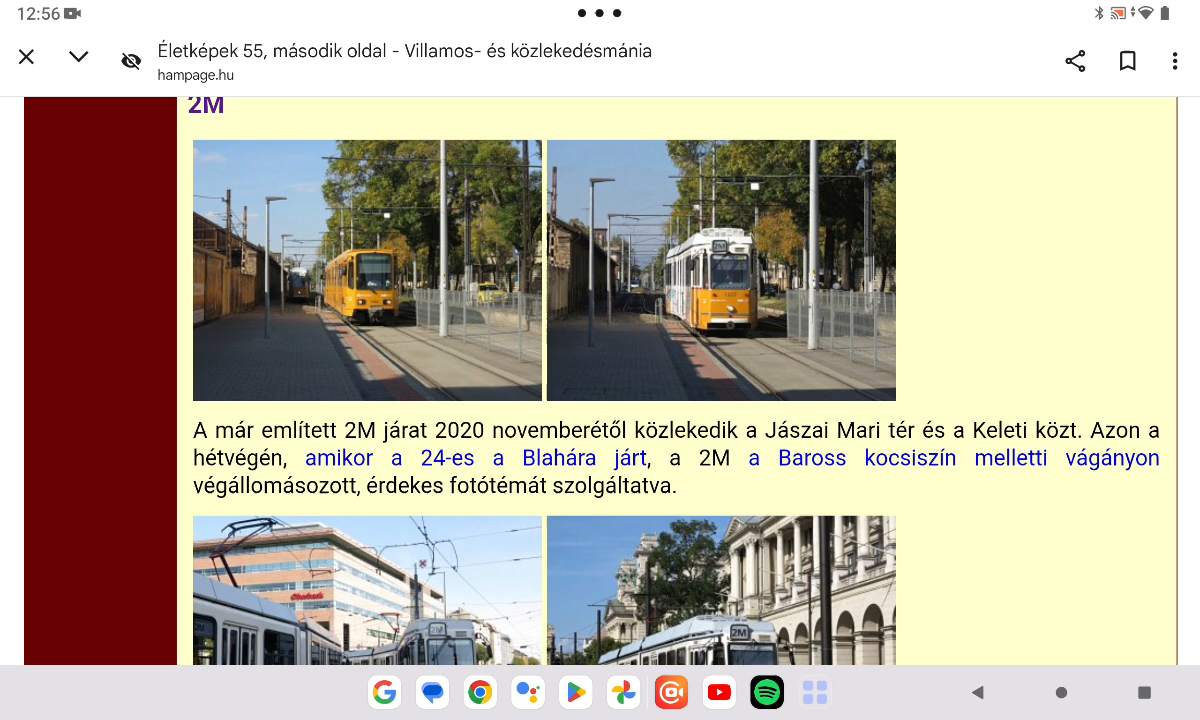 12:56
Életképek 55, második oldal - Villamos- és közlekedésmánia
hampage.hu
2M
2M
A már említett 2M járat 2020 novemberétől közlekedik a Jászai Mari tér és a Keleti közt. Azon a
hétvégén, amikor a 24-es a Blahára járt, a 2M a Baross kocsiszín melletti vágányon
végállomásozott, érdekes fotótémát szolgáltatva.
2M
2M